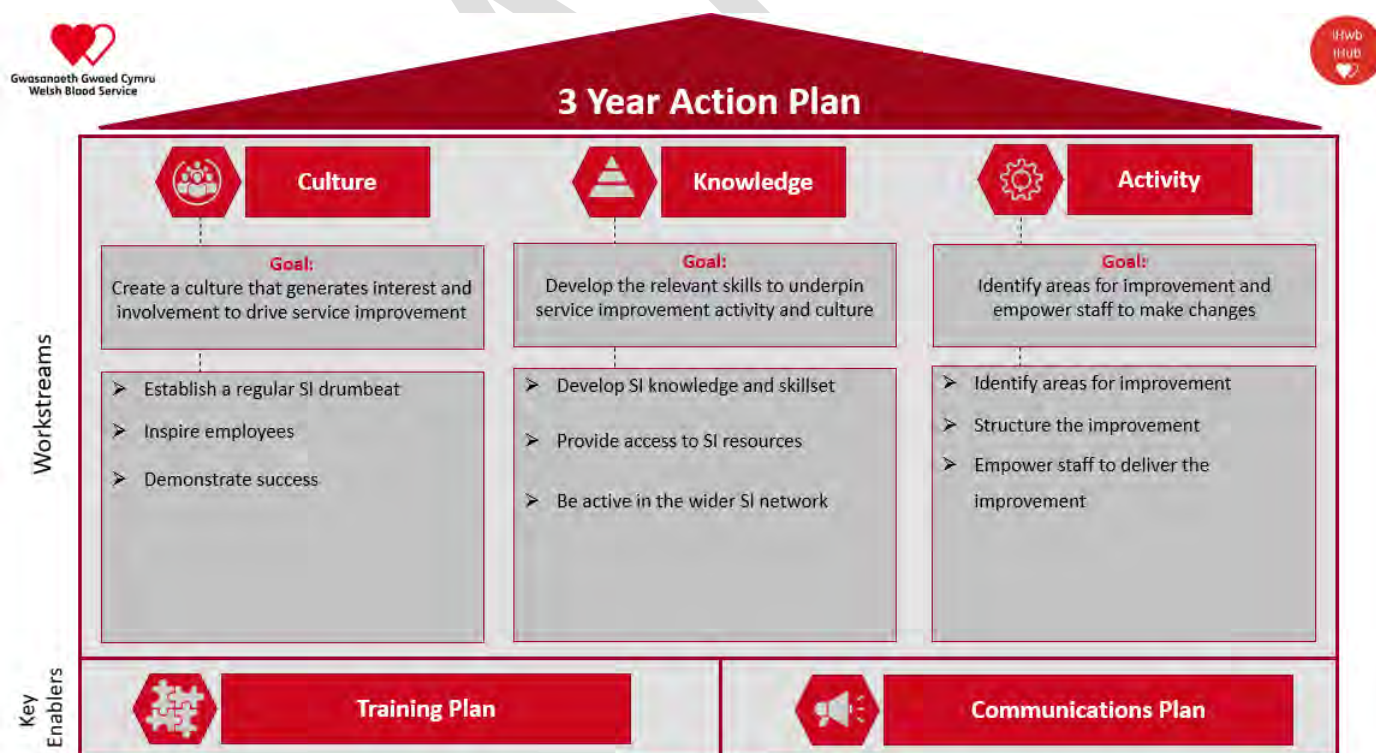 Gwasanaeth Gwaed Cymru
Welsh Blood Service
iHwb
iHub
3 Year Action Plan
Workstreams
Culture
Goal:
Create a culture that generates interest and
involvement to drive service improvement
➢ Establish a regular SI drumbeat
➢ Inspire employees
➢ Demonstrate success
Knowledge
Goal:
Develop the relevant skills to underpin
service improvement activity and culture
➢ Develop SI knowledge and skillset
➢ Provide access to SI resources
➢ Be active in the wider SI network
Activity
Goal:
Identify areas for improvement and
empower staff to make changes
➢ Identify areas for improvement
➢ Structure the improvement
➢ Empower staff to deliver the
improvement
Key
Enablers
Training Plan
Communications Plan